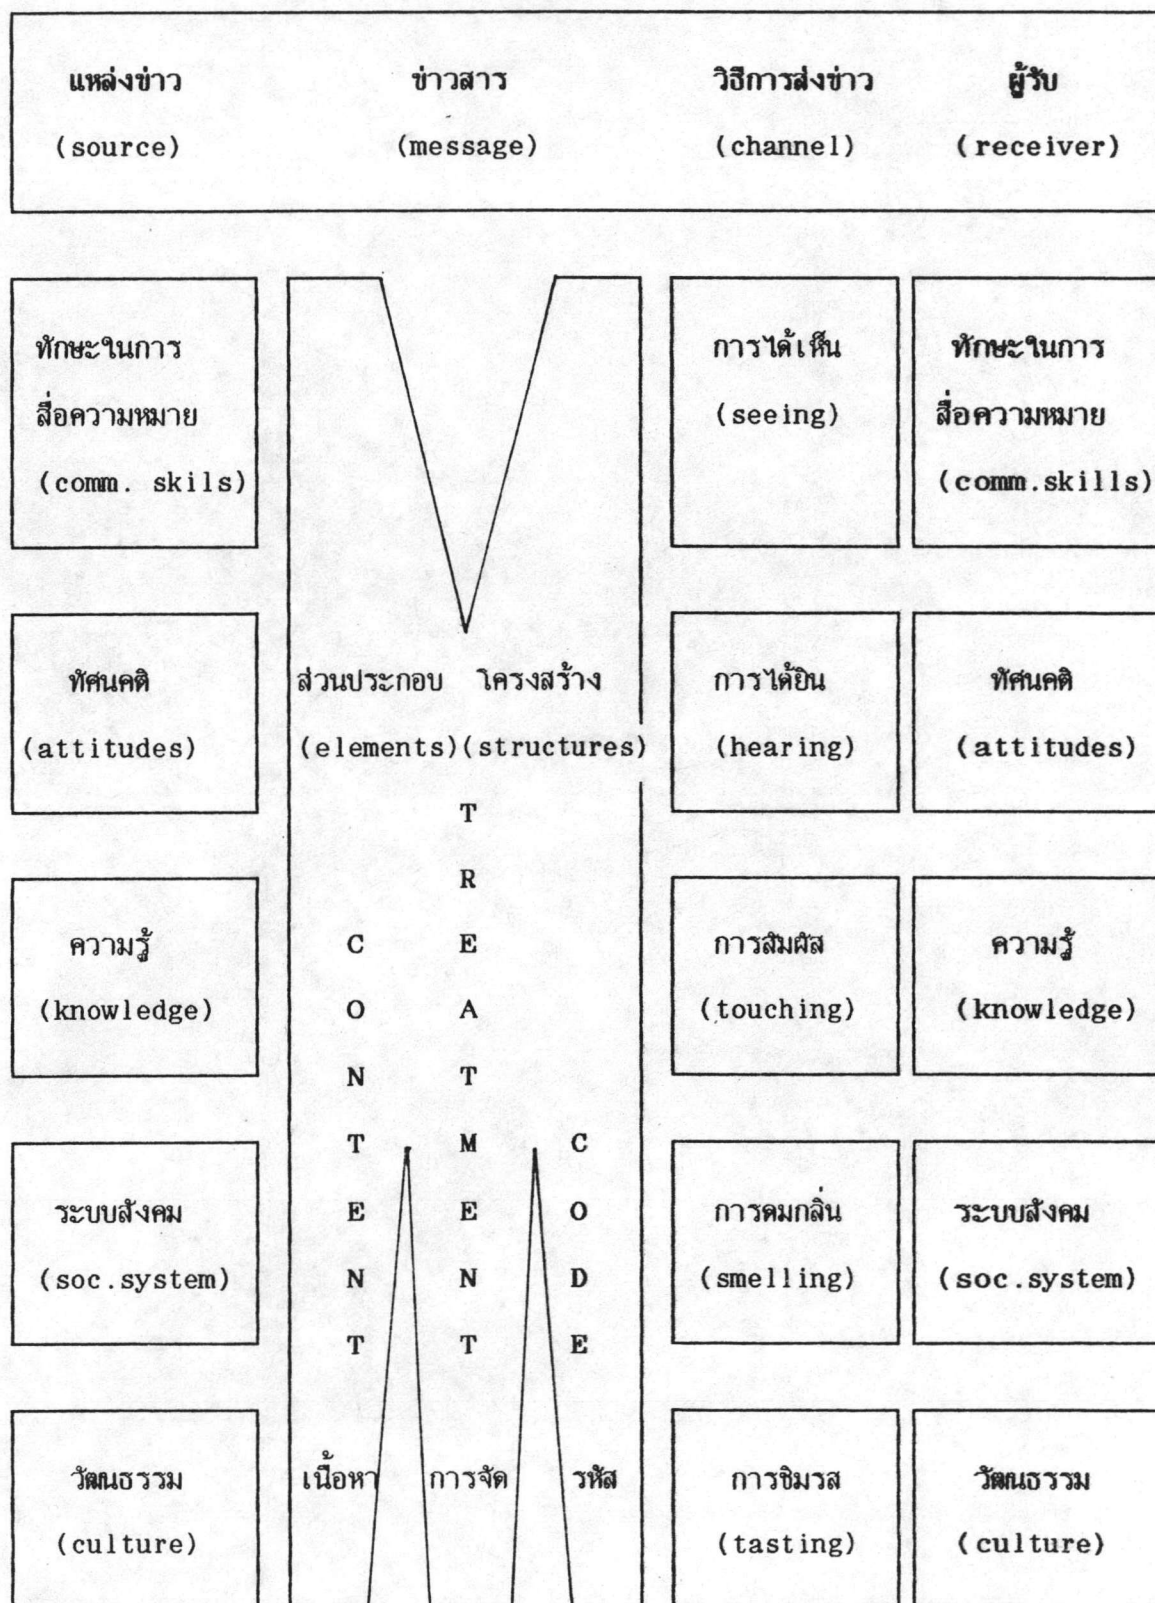 แหล่งข่าว ข่าวสาร วิธีการส่งข่าว ผู้รับ
(source) (message) (channel) (receiver)
ทักษะในการ การได้เห็น ทักษะในการ
สื่อความหมาย (seeing) สื่อความหมาย
(comm. skils) (comm.skills)
ทัศนคติ ส่วนประกอบ โครงสร้าง การได้ยิน ทัศนคติ
(attitudes) (elements)(structures) (hearing) (attitudes)
T
R
ความรู้ C E การสัมผัส ความรู้
(knowledge) O A (touching) (knowledge)
N T
T M C
ระบบสังคม E E O การดมกลิ่น ระบบสังคม
(soc.system) N N D (smelling) (soc.system)
T T E
วัฒนธรรม เนื้อหา การจัด รหัส การชิมรส วัฒนธรรม
(culture) (tasting) (culture)